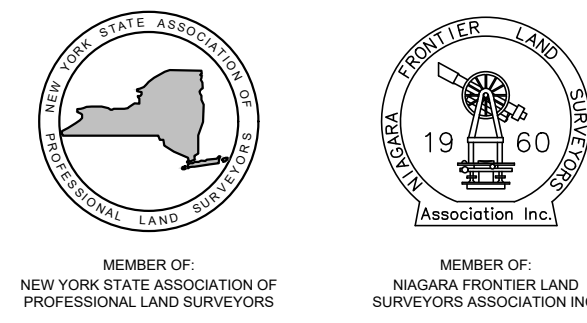 NEW YORK STATE ASSOCIATION OF
PROFESSIONAL LAND SURVEYORS
MEMBER OF:
NEW YORK STATE ASSOCIATION OF
PROFESSIONAL LAND SURVEYORS
NIAGARA FRONTIER LAND SURVEYORS
19 60
Association Inc.
MEMBER OF:
NIAGARA FRONTIER LAND
SURVEYORS ASSOCIATION